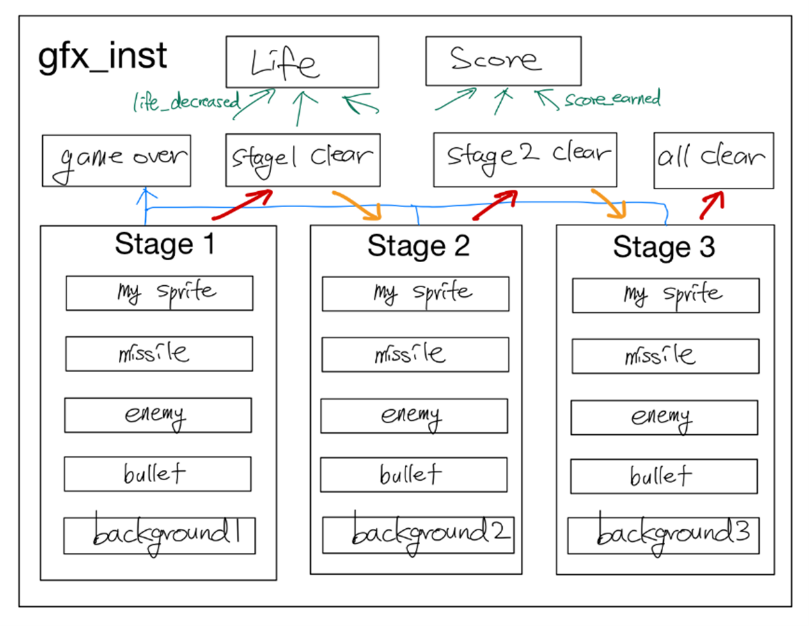 gfx_inst
Life
Score
life_decreased
score_earned
game over
stage1 clear
stage2 clear
all clear
Stage 1
my sprite
missile
enemy
bullet
background1
Stage 2
my sprite
missile
enemy
bullet
background2
Stage 3
my sprite
missile
enemy
bullet
background3